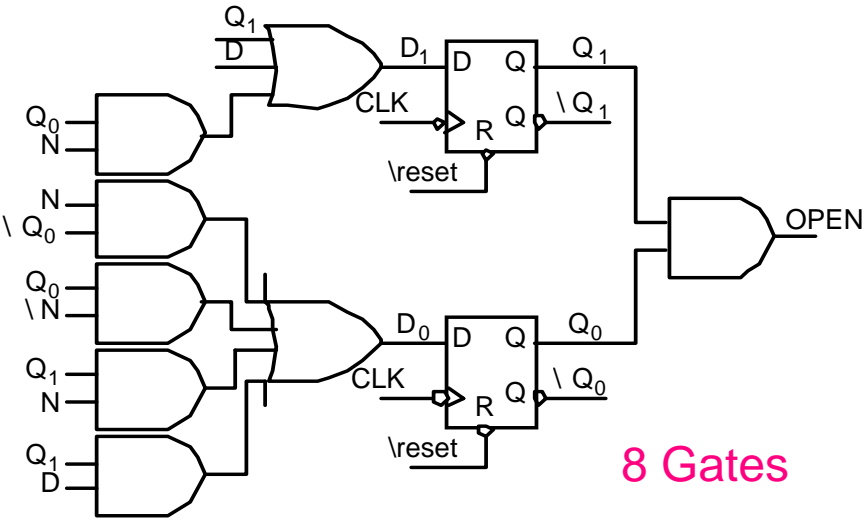 Q1
D
D1
D Q
Q1
CLK
R Q
\ Q1
\reset
Q0
N
N
\ Q0
OPEN
Q0
\ N
D0
D Q
Q0
Q1
N
CLK
R Q
\ Q0
\reset
Q1
D
8 Gates